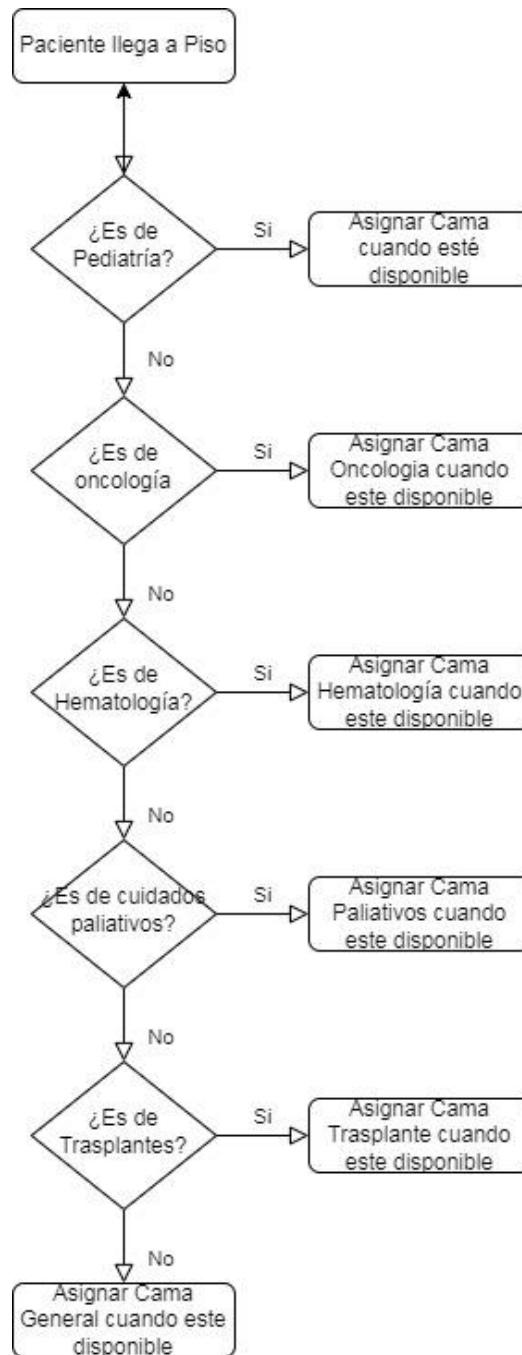 Paciente llega a Piso
¿Es de
Pediatría?
Si
Asignar Cama
cuando esté
disponible
No
¿Es de
oncología
Si
Asignar Cama
Oncologia cuando
este disponible
No
¿Es de
Hematología?
Si
Asignar Cama
Hematología cuando
este disponible
No
¿Es de cuidados
paliativos?
Si
Asignar Cama
Paliativos cuando
este disponible
No
¿Es de
Trasplantes?
Si
Asignar Cama
Trasplante cuando
este disponible
No
Asignar Cama
General cuando este
disponible